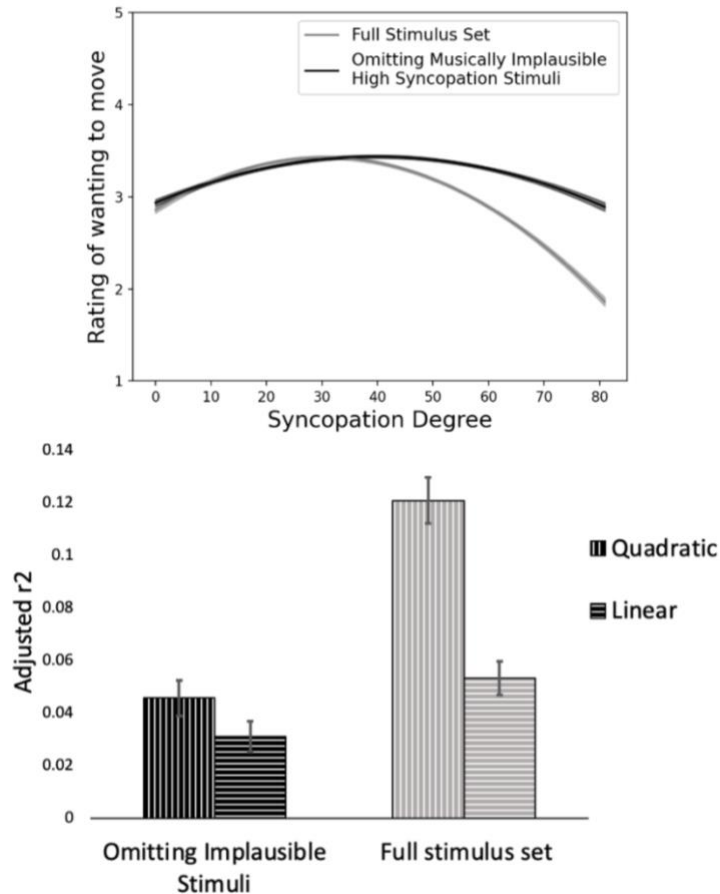 5
4
3
2
1
Rating of wanting to move
Full Stimulus Set
Omitting Musically Implausible
High Syncopation Stimuli
0 10 20 30 40 50 60 70 80
Syncopation Degree
0.14
0.12
0.1
0.08
0.06
0.04
0.02
0
Adjusted r2
Quadratic
Linear
Omitting Implausible
Stimuli
Full stimulus set